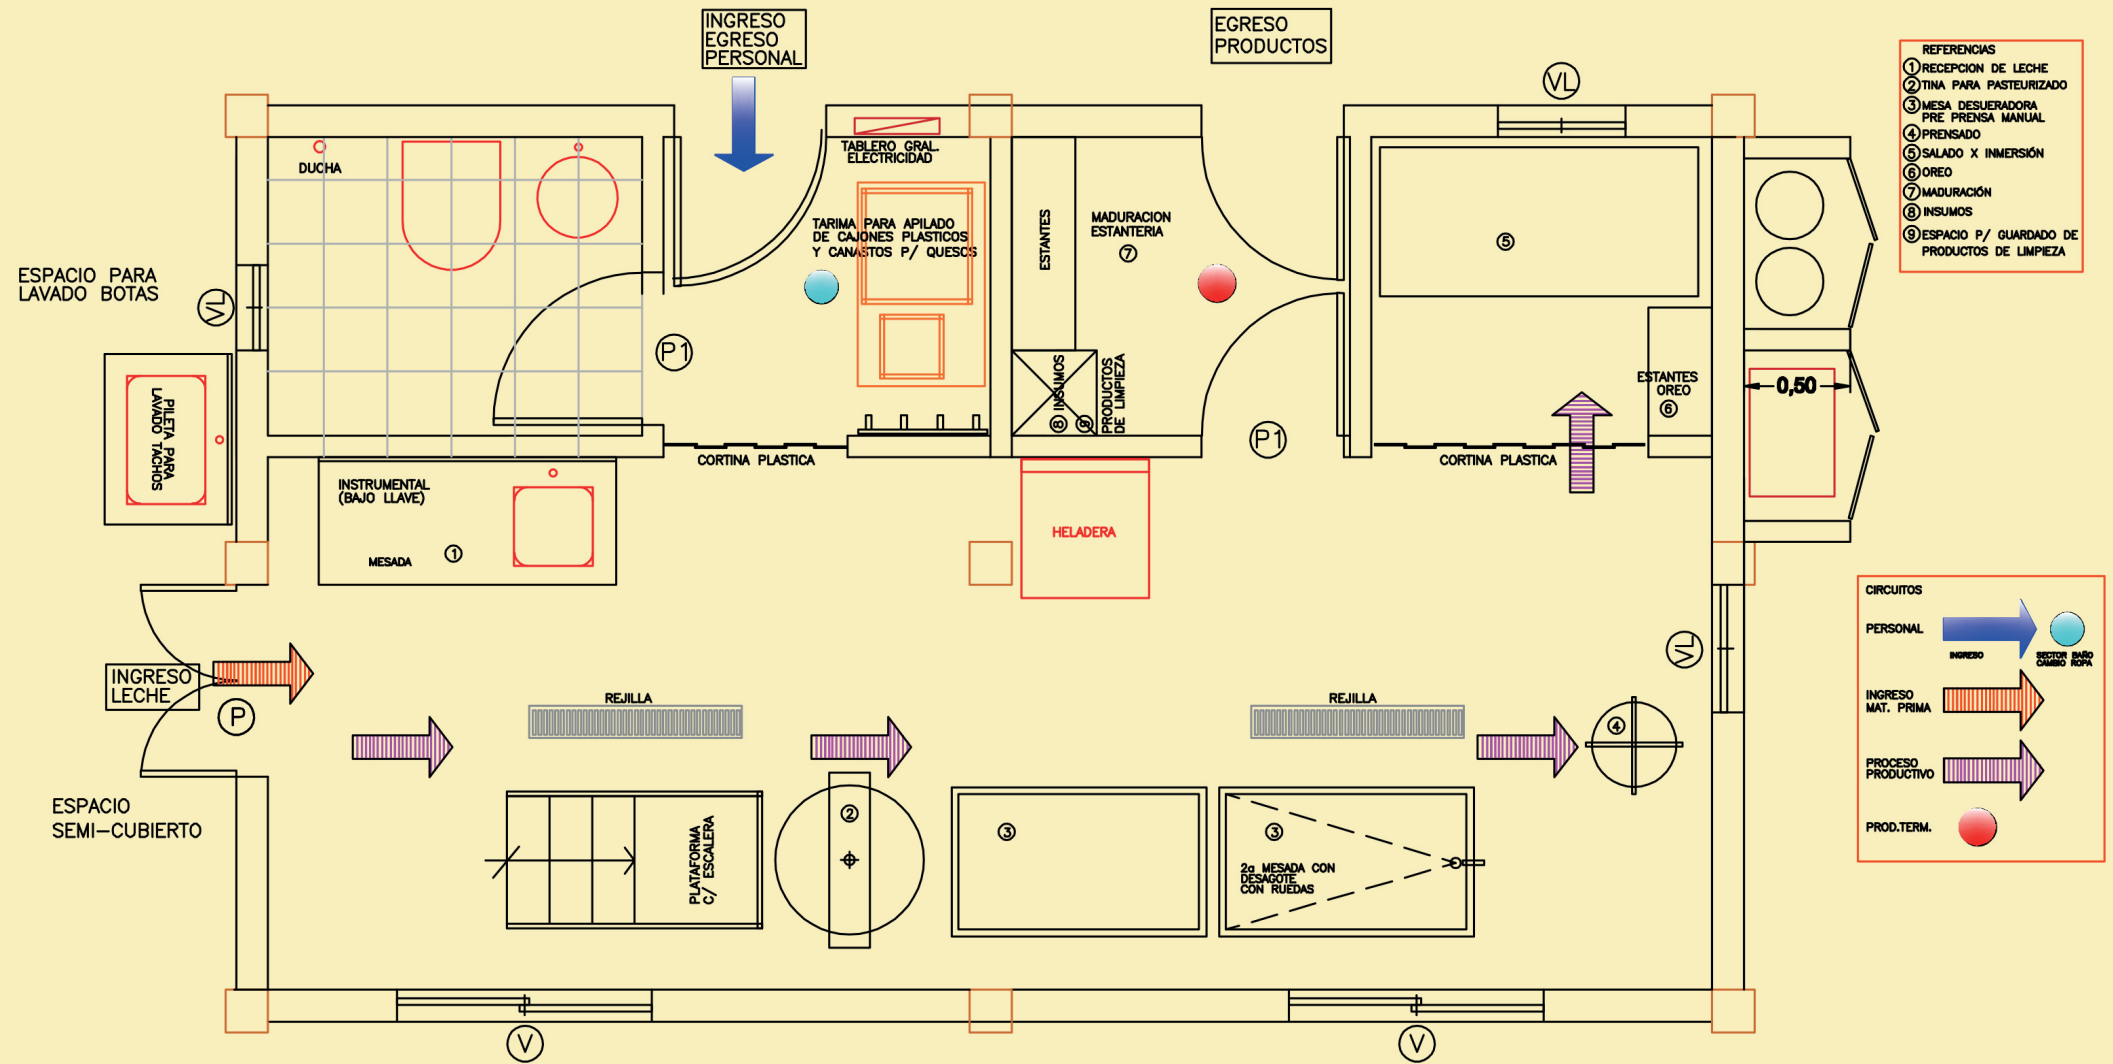 INGRESO
EGRESO
PERSONAL
EGRESO
PRODUCTOS
VL
REFERENCIAS
1 RECEPCION DE LECHE
2 TINA PARA PASTEURIZADO
3 MESA DESUERADORA
PRE PRENSA MANUAL
4 PRENSADO
5 SALADO X INMERSIÓN
6 OREO
7 MADURACIÓN
8 INSUMOS
9 ESPACIO P/ GUARDADO DE
PRODUCTOS DE LIMPIEZA
DUCHA
TABLERO GRAL.
ELECTRICIDAD
TARIMA PARA APILADO
DE CAJONES PLASTICOS
Y CANASTOS P/ QUESOS
ESTANTES
MADURACION
ESTANTERIA
7
5
ESPACIO PARA
LAVADO BOTAS
VL
P1
PILETA PARA
LAVADO TACHOS
8 INSUMOS
9
PRODUCTOS
DE LIMPIEZA
ESTANTES
OREO
6
0,50
P1
CORTINA PLASTICA
CORTINA PLASTICA
INSTRUMENTAL
(BAJO LLAVE)
MESADA
1
HELADERA
INGRESO
LECHE
P
VL
REJILLA
REJILLA
4
ESPACIO
SEMI-CUBIERTO
PLATAFORMA
C/ ESCALERA
2
3
3
2a MESADA CON
DESAGOTE
CON RUEDAS
V
V
CIRCUITOS
PERSONAL
INGRESO
SECTOR BAÑO
CAMBIO ROPA
INGRESO
MAT. PRIMA
PROCESO
PRODUCTIVO
PROD.TERM.